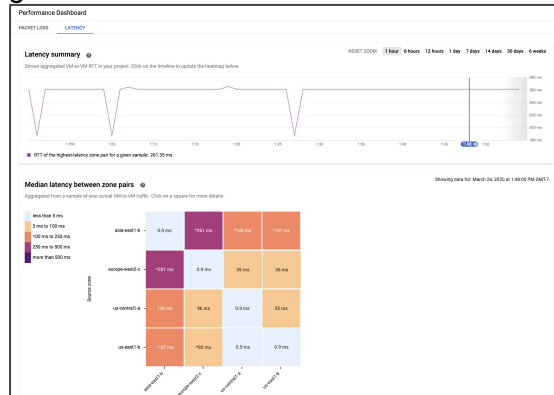 Performance Dashboard
PACKET LOSS LATENCY
Latency summary
RESET ZOOM 1 hour 6 hours 12 hours 1 day 7 days 14 days 30 days 6 weeks
Shows aggregated VM-to-VM RTT in your project. Click on the timeline to update the heatmap below.
350 ms
300 ms
250 ms
200 ms
150 ms
100 ms
1 PM 1:05 1:10 1:15 1:20 1:25 1:30 1:35 1:40 1:45 1:48 1:50
RTT of the highest-latency zone pair for a given sample: 261.35 ms
Median latency between zone pairs
Showing data for: March 26, 2020 at 1:48:00 PM GMT-7
Aggregated from a sample of your actual VM-to-VM traffic. Click on a square for more details.
less than 5 ms
5 ms to 100 ms
100 ms to 250 ms
250 ms to 500 ms
more than 500 ms
Source zone
asia-east1-b 0.9 ms *261 ms
europe-west2-c *261 ms 0.9 ms 35 ms 35 ms
us-central1-a 136 ms 90 ms 0.9 ms 35 ms
us-east1-b *187 ms *90 ms 0.9 ms 0.9 ms
asia-east1-b europe-west2-c us-central1-a us-east1-b